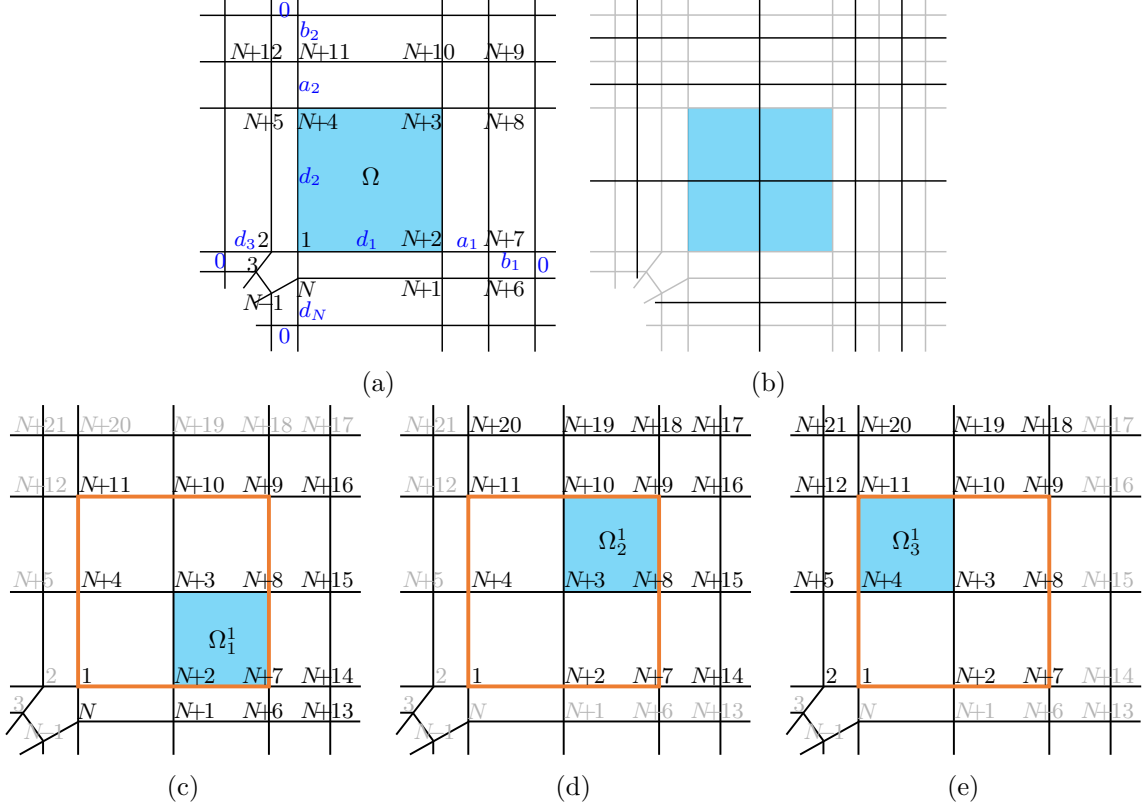 0
b₂
N+12 N+11 N+10 N+9
a₂
N+5 N+4 N+3 N+8
Ω
d₂
d₃ 2 1 d₁ N+2 a₁ N+7
0 3 b₁ 0
N−1 N N+1 N+6
d_N
0
(a) (b)
N+21 N+20 N+19 N+18 N+17
N+12 N+11 N+10 N+9 N+16
N+5 N+4 N+3 N+8 N+15
Ω₁¹
2 1 N+2 N+7 N+14
3 N N+1 N+6 N+13
N−1
(c)
N+21 N+20 N+19 N+18 N+17
N+12 N+11 N+10 N+9 N+16
Ω₂¹
N+5 N+4 N+3 N+8 N+15
2 1 N+2 N+7 N+14
3 N N+1 N+6 N+13
N−1
(d)
N+21 N+20 N+19 N+18 N+17
N+12 N+11 N+10 N+9 N+16
Ω₃¹
N+5 N+4 N+3 N+8 N+15
2 1 N+2 N+7 N+14
3 N N+1 N+6 N+13
N−1
(e)